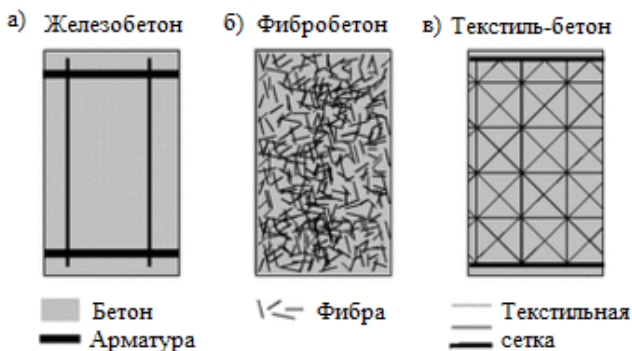 а) Железобетон
б) Фибробетон
в) Текстиль-бетон
Бетон
Арматура
Фибра
Текстильная
сетка